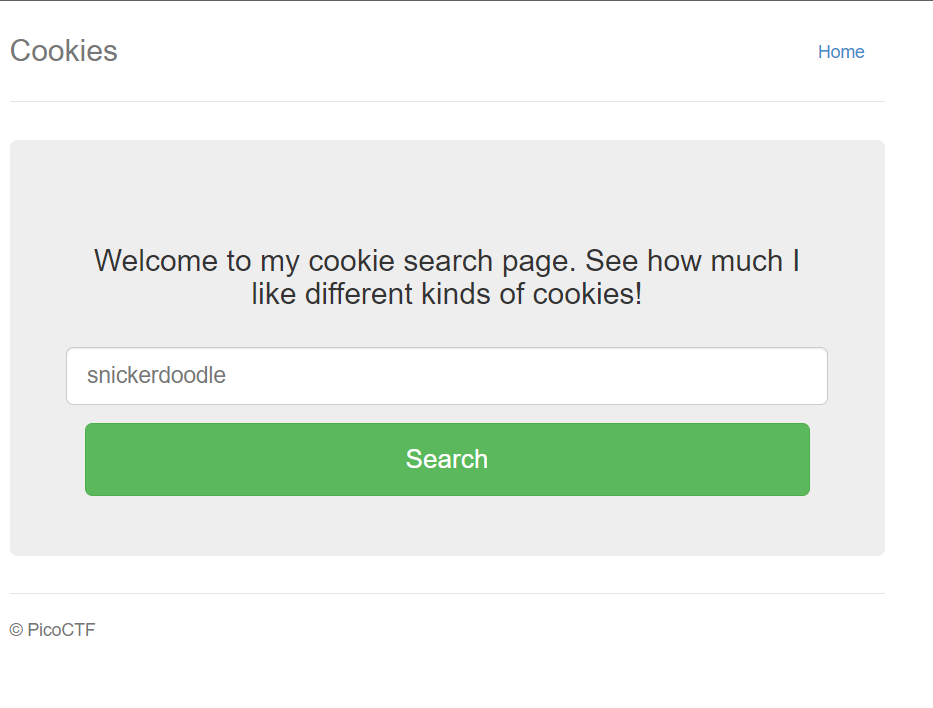 Cookies
Home
Welcome to my cookie search page. See how much I
like different kinds of cookies!
snickerdoodle
Search
© PicoCTF